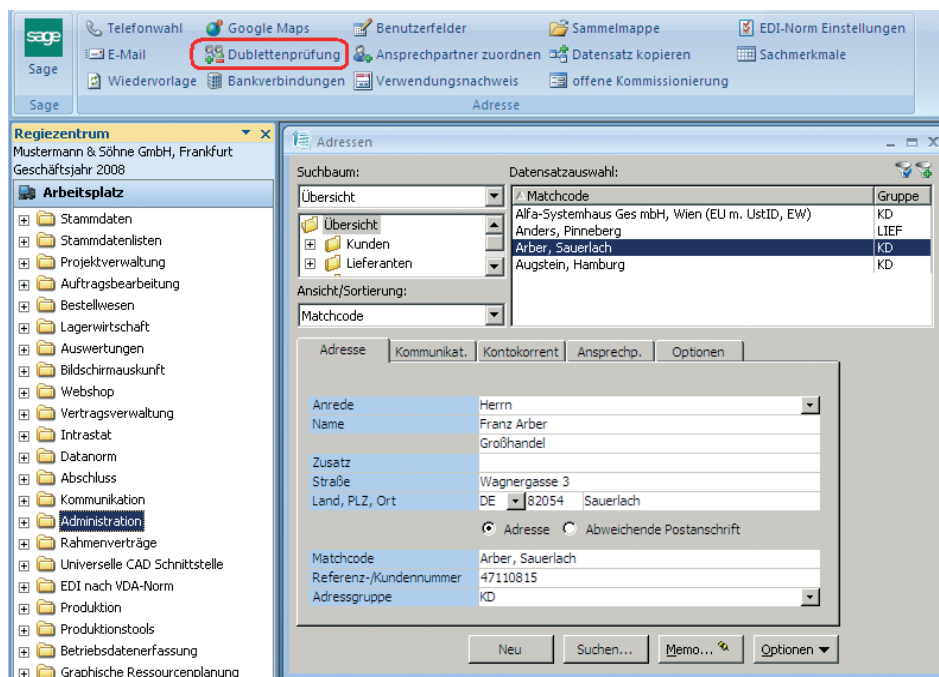 sage
Sage
Sage
Telefonwahl
E-Mail
Wiedervorlage
Google Maps
Dublettenprüfung
Bankverbindungen
Benutzerfelder
Ansprechpartner zuordnen
Verwendungsnachweis
Sammelmappe
Datensatz kopieren
offene Kommissionierung
EDI-Norm Einstellungen
Sachmerkmale
Adresse
Regiezentrum
Mustermann & Söhne GmbH, Frankfurt
Geschäftsjahr 2008
Arbeitsplatz
Stammdaten
Stammdatenlisten
Projektverwaltung
Auftragsbearbeitung
Bestellwesen
Lagerwirtschaft
Auswertungen
Bildschirmauskunft
Webshop
Vertragsverwaltung
Intrastat
Datanorm
Abschluss
Kommunikation
Administration
Rahmenverträge
Universelle CAD Schnittstelle
EDI nach VDA-Norm
Produktion
Produktionstools
Betriebsdatenerfassung
Graphische Ressourcenplanung
Adressen
Suchbaum:
Übersicht
Übersicht
Kunden
Lieferanten
Ansicht/Sortierung:
Matchcode
Datensatzauswahl:
Matchcode Gruppe
Alfa-Systemhaus Ges mbH, Wien (EU m. UstID, EW) KD
Anders, Pinneberg LIEF
Arber, Sauerlach KD
Augstein, Hamburg KD
Adresse Kommunikat. Kontokorrent Ansprechp. Optionen
Anrede Herrn
Name Franz Arber
Großhandel
Zusatz
Straße Wagnergasse 3
Land, PLZ, Ort DE 82054 Sauerlach
Adresse Abweichende Postanschrift
Matchcode Arber, Sauerlach
Referenz-/Kundennummer 47110815
Adressgruppe KD
Neu Suchen... Memo... Optionen